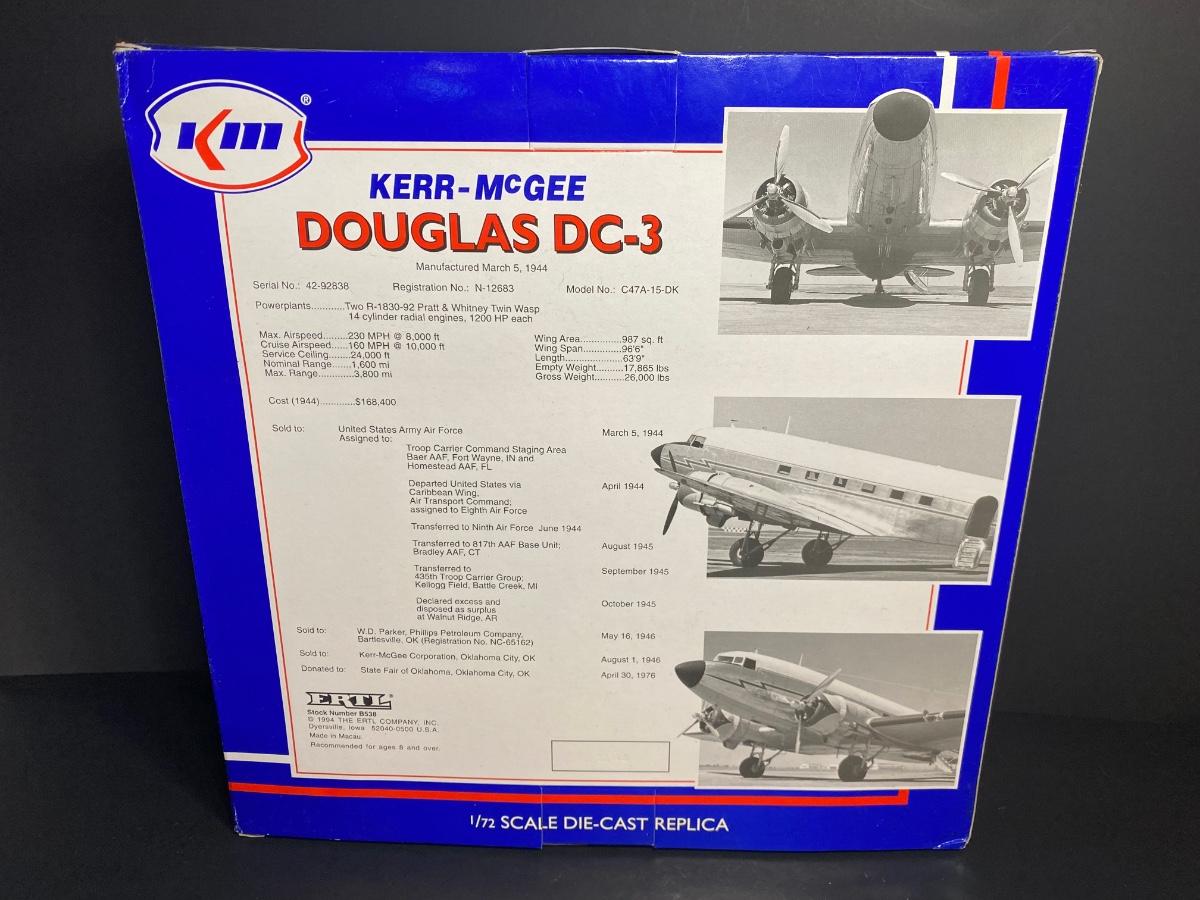 Km ®
KERR-McGEE
DOUGLAS DC-3
Manufactured March 5, 1944
Serial No.: 42-92838 Registration No.: N-12683 Model No.: C47A-15-DK
Powerplants............Two R-1830-92 Pratt & Whitney Twin Wasp
14 cylinder radial engines, 1200 HP each
Max. Airspeed........230 MPH @ 8,000 ft
Cruise Airspeed......160 MPH @ 10,000 ft
Service Ceiling........24,000 ft
Nominal Range.......1,600 mi
Max. Range............3,800 mi
Wing Area..............987 sq. ft
Wing Span.............96'6"
Length......................63'9"
Empty Weight.........17,865 lbs
Gross Weight..........26,000 lbs
Cost (1944)............$168,400
Sold to: United States Army Air Force March 5, 1944
Assigned to:
Troop Carrier Command Staging Area
Baer AAF, Fort Wayne, IN and
Homestead AAF, FL
Departed United States via April 1944
Caribbean Wing,
Air Transport Command;
assigned to Eighth Air Force
Transferred to Ninth Air Force June 1944
Transferred to 817th AAF Base Unit; August 1945
Bradley AAF, CT
Transferred to September 1945
435th Troop Carrier Group;
Kellogg Field, Battle Creek, MI
Declared excess and October 1945
disposed as surplus
at Walnut Ridge, AR
Sold to: W.D. Parker, Phillips Petroleum Company, May 16, 1946
Bartlesville, OK (Registration No. NC-65162)
Sold to: Kerr-McGee Corporation, Oklahoma City, OK August 1, 1946
Donated to: State Fair of Oklahoma, Oklahoma City, OK April 30, 1976
ERTL®
Stock Number B538
© 1994 THE ERTL COMPANY, INC.
Dyersville, Iowa 52040-0500 U.S.A.
Made in Macau
Recommended for ages 8 and over.
1/72 SCALE DIE-CAST REPLICA